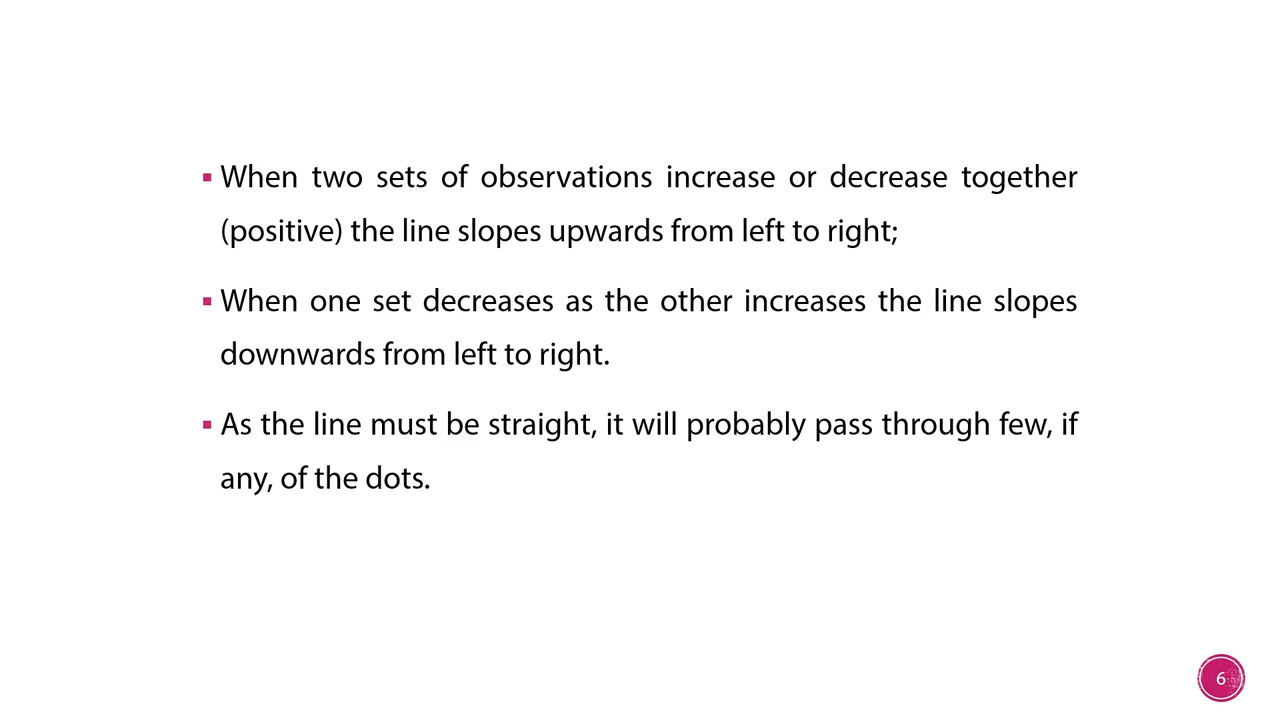 ▪ When two sets of observations increase or decrease together
(positive) the line slopes upwards from left to right;
▪ When one set decreases as the other increases the line slopes
downwards from left to right.
▪ As the line must be straight, it will probably pass through few, if
any, of the dots.
6